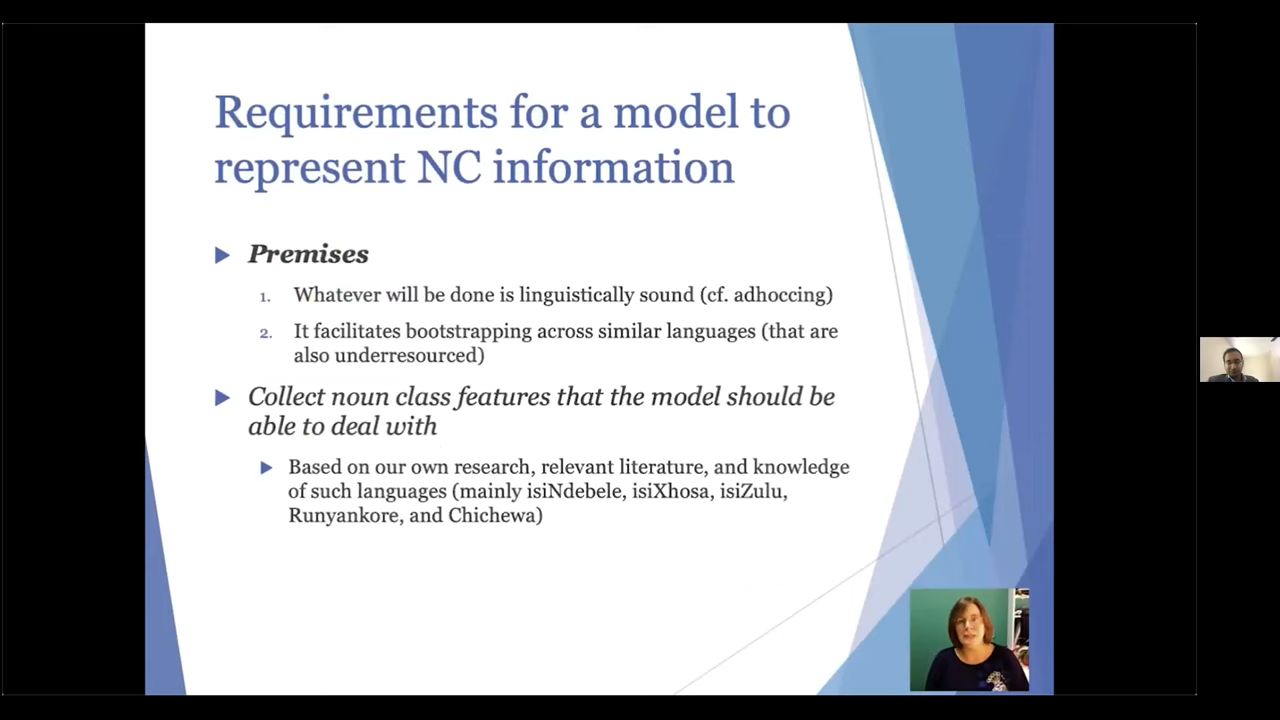 Requirements for a model to
represent NC information
Premises
1. Whatever will be done is linguistically sound (cf. adhoccing)
2. It facilitates bootstrapping across similar languages (that are
also underresourced)
Collect noun class features that the model should be
able to deal with
Based on our own research, relevant literature, and knowledge
of such languages (mainly isiNdebele, isiXhosa, isiZulu,
Runyankore, and Chichewa)